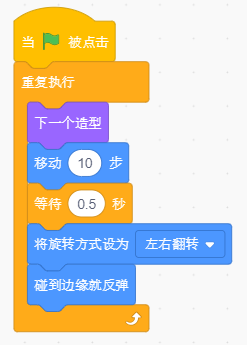 当 被点击
重复执行
下一个造型
移动 10 步
等待 0.5 秒
将旋转方式设为 左右翻转
碰到边缘就反弹